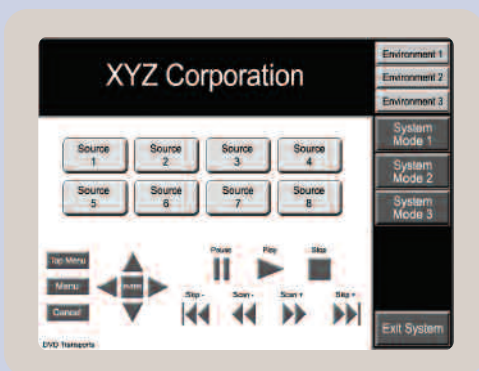 XYZ Corporation
Environment 1
Environment 2
Environment 3
System
Mode 1
System
Mode 2
System
Mode 3
Source
1
Source
2
Source
3
Source
4
Source
5
Source
6
Source
7
Source
8
Top Menu
Menu
Cancel
Enter
Pause
Play
Stop
Skip -
Scan -
Scan +
Skip +
DVD Transports
Exit System